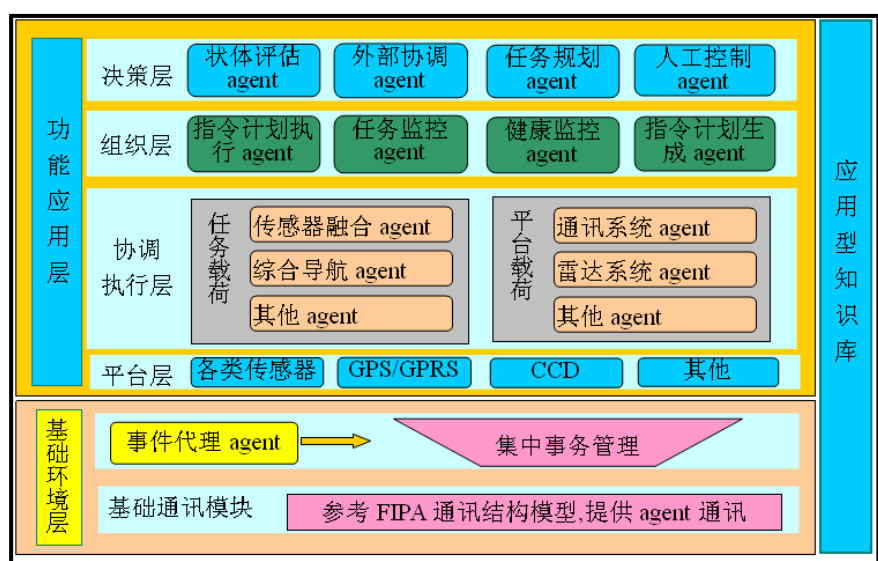 功能应用层
决策层
状体评估
agent
外部协调
agent
任务规划
agent
人工控制
agent
组织层
指令计划执
行 agent
任务监控
agent
健康监控
agent
指令计划生
成 agent
协调
执行层
任务载荷
传感器融合 agent
综合导航 agent
其他 agent
平台载荷
通讯系统 agent
雷达系统 agent
其他 agent
平台层
各类传感器
GPS/GPRS
CCD
其他
基础环境层
事件代理 agent
集中事务管理
基础通讯模块
参考 FIPA 通讯结构模型,提供 agent 通讯
应用型知识库